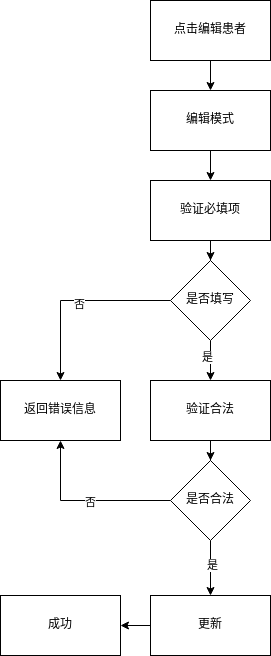 点击编辑患者
编辑模式
验证必填项
是否填写
否
是
返回错误信息
验证合法
是否合法
否
是
成功
更新